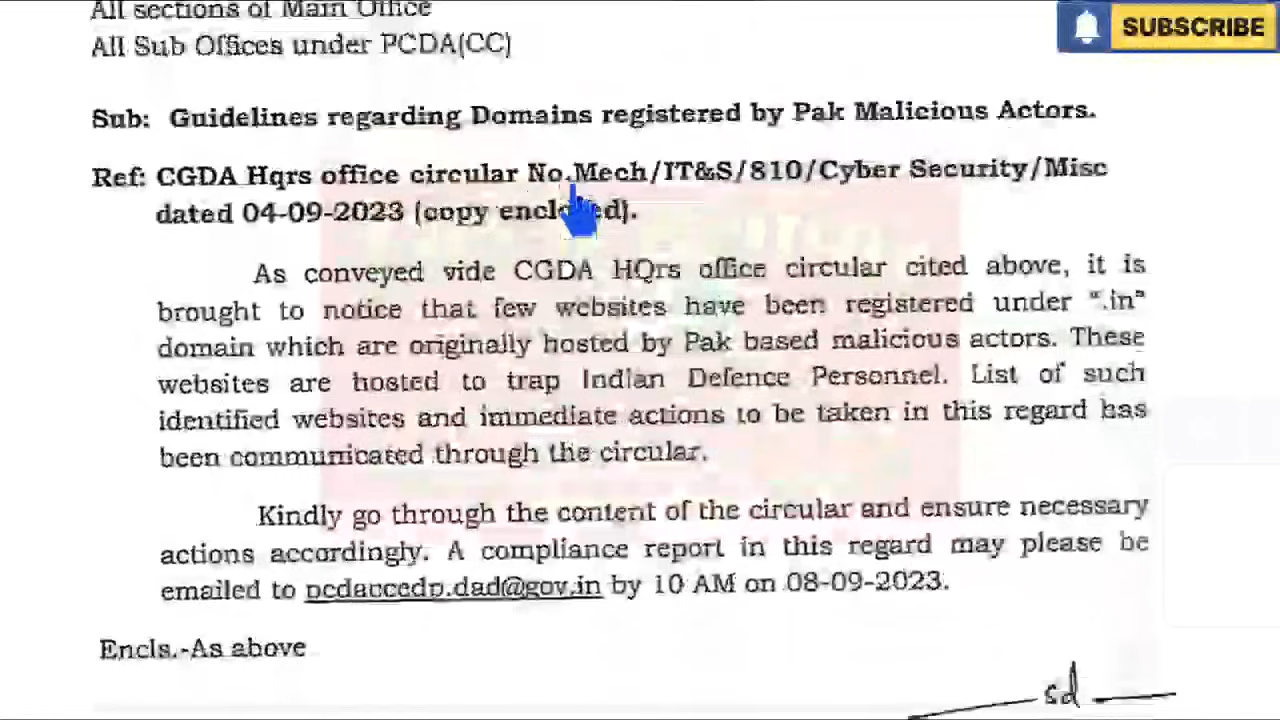 All sections of Main Office
SUBSCRIBE
All Sub Offices under PCDA(CC)
Sub: Guidelines regarding Domains registered by Pak Malicious Actors.
Ref: CGDA Hqrs office circular No.Mech/IT&S/810/Cyber Security/Misc
dated 04-09-2023 (copy enclosed).
As conveyed vide CGDA HQrs office circular cited above, it is
brought to notice that few websites have been registered under ".in"
domain which are originally hosted by Pak based malicious actors. These
websites are hosted to trap Indian Defence Personnel. List of such
identified websites and immediate actions to be taken in this regard has
been communicated through the circular.
Kindly go through the content of the circular and ensure necessary
actions accordingly. A compliance report in this regard may please be
emailed to pcdaccedp.dad@gov.in by 10 AM on 08-09-2023.
Encls.-As above
sd